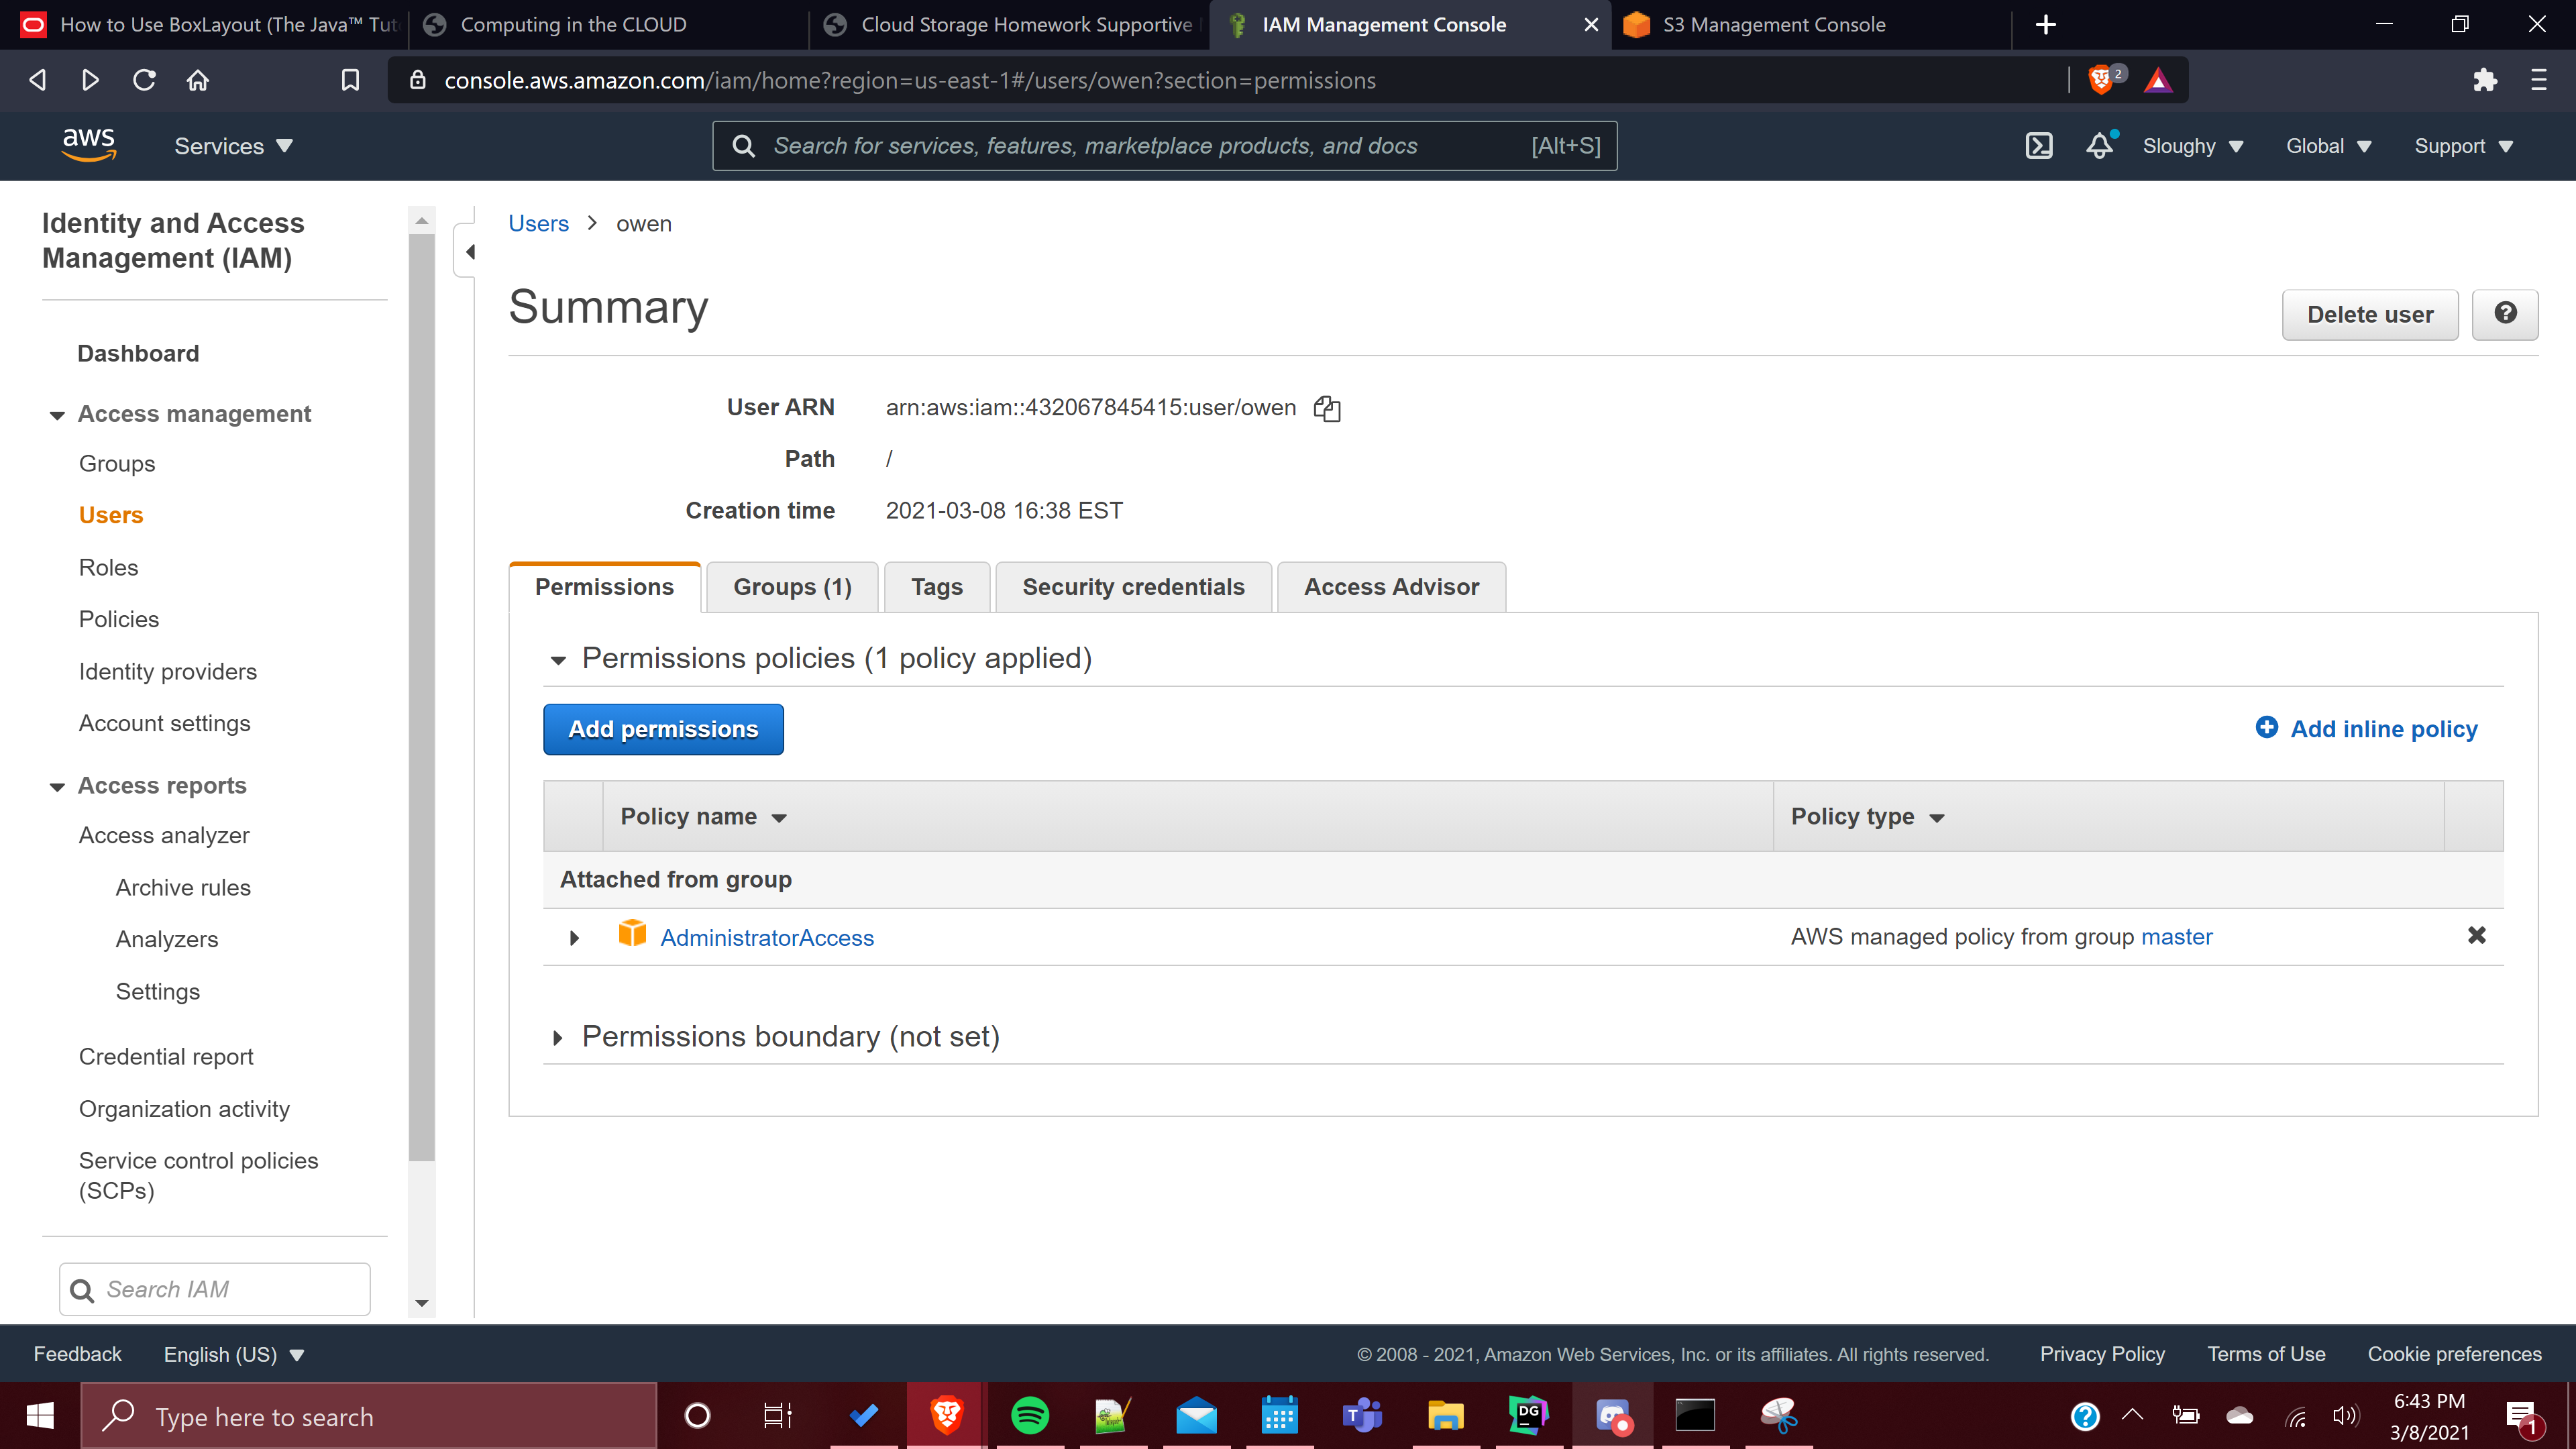 How to Use BoxLayout (The Java™ Tut
Computing in the CLOUD
Cloud Storage Homework Supportive
IAM Management Console
S3 Management Console
console.aws.amazon.com/iam/home?region=us-east-1#/users/owen?section=permissions
2
aws
Services
Search for services, features, marketplace products, and docs
[Alt+S]
Sloughy
Global
Support
Identity and Access
Management (IAM)
Dashboard
Access management
Groups
Users
Roles
Policies
Identity providers
Account settings
Access reports
Access analyzer
Archive rules
Analyzers
Settings
Credential report
Organization activity
Service control policies
(SCPs)
Search IAM
Users > owen
Summary
Delete user
User ARN arn:aws:iam::432067845415:user/owen
Path /
Creation time 2021-03-08 16:38 EST
Permissions
Groups (1)
Tags
Security credentials
Access Advisor
Permissions policies (1 policy applied)
Add permissions
Add inline policy
Policy name
Policy type
Attached from group
AdministratorAccess
AWS managed policy from group master
Permissions boundary (not set)
Feedback
English (US)
© 2008 - 2021, Amazon Web Services, Inc. or its affiliates. All rights reserved.
Privacy Policy
Terms of Use
Cookie preferences
Type here to search
T
DG
6:43 PM
3/8/2021
1